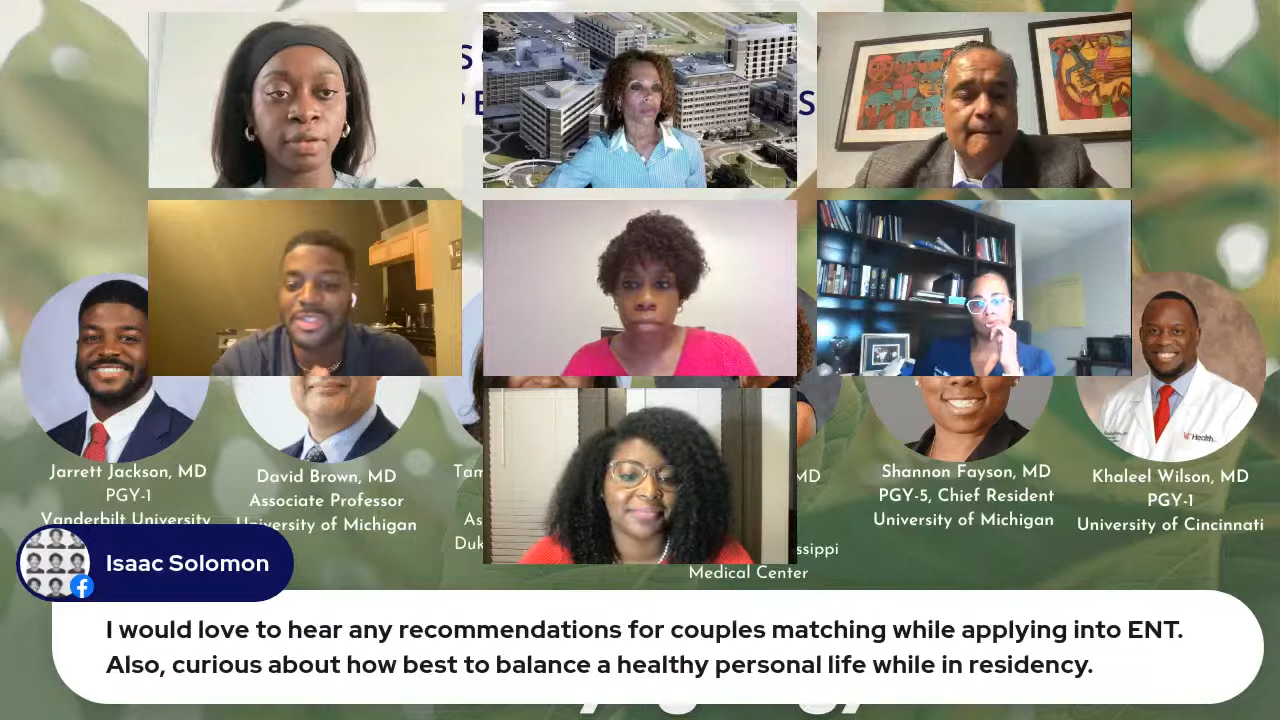 Jarrett Jackson, MD
PGY-1
Vanderbilt University
David Brown, MD
Associate Professor
University of Michigan
MD
Medical Center
Shannon Fayson, MD
PGY-5, Chief Resident
University of Michigan
Khaleel Wilson, MD
PGY-1
University of Cincinnati
Health
Isaac Solomon
I would love to hear any recommendations for couples matching while applying into ENT.
Also, curious about how best to balance a healthy personal life while in residency.